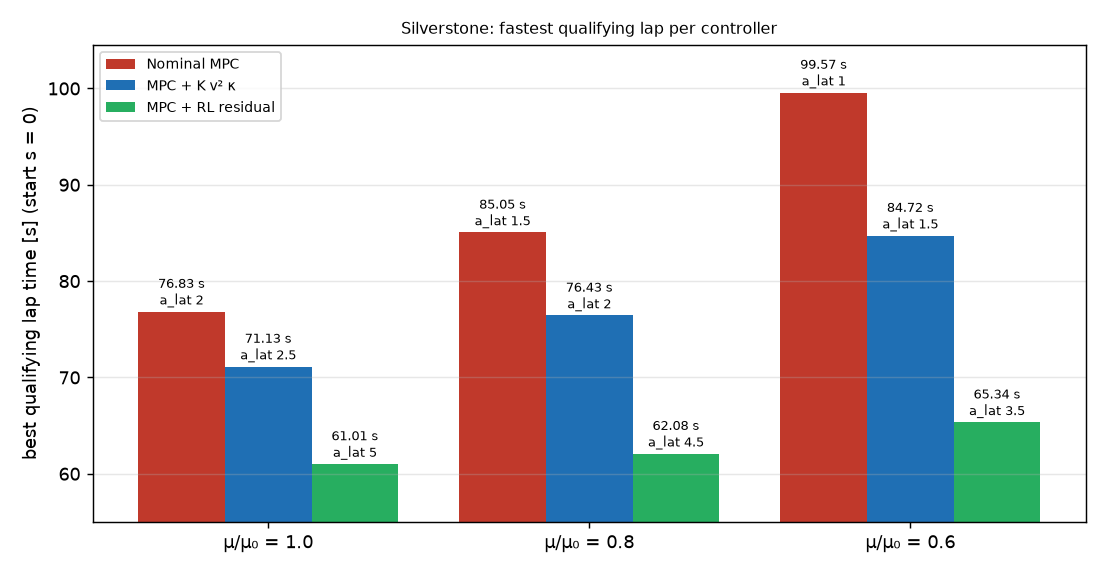 Silverstone: fastest qualifying lap per controller
best qualifying lap time [s] (start s = 0)
100
90
80
70
60
Nominal MPC
MPC + K v² κ
MPC + RL residual
76.83 s
a_lat 2
71.13 s
a_lat 2.5
61.01 s
a_lat 5
85.05 s
a_lat 1.5
76.43 s
a_lat 2
62.08 s
a_lat 4.5
99.57 s
a_lat 1
84.72 s
a_lat 1.5
65.34 s
a_lat 3.5
μ/μ₀ = 1.0
μ/μ₀ = 0.8
μ/μ₀ = 0.6